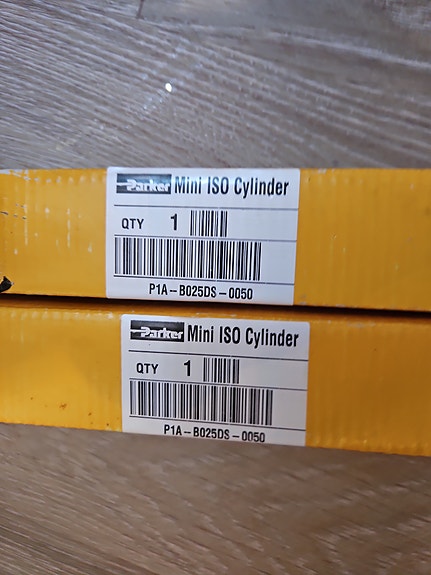 Parker Mini ISO Cylinder
QTY 1
P1A-B025DS-0050
Parker Mini ISO Cylinder
QTY 1
P1A-B025DS-0050